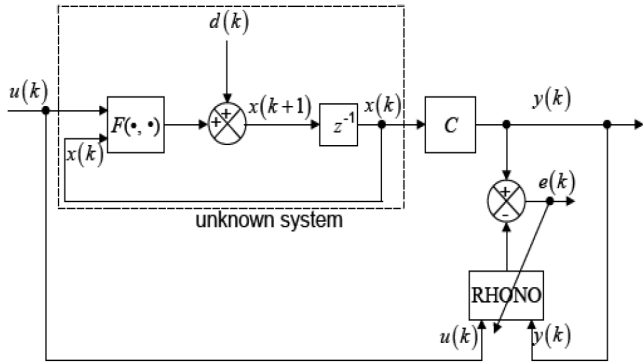 d(k)
u(k)
x(k+1)
x(k)
y(k)
F(•, •)
z⁻¹
C
x(k)
+
+
unknown system
+
-
e(k)
RHONO
u(k)
y(k)